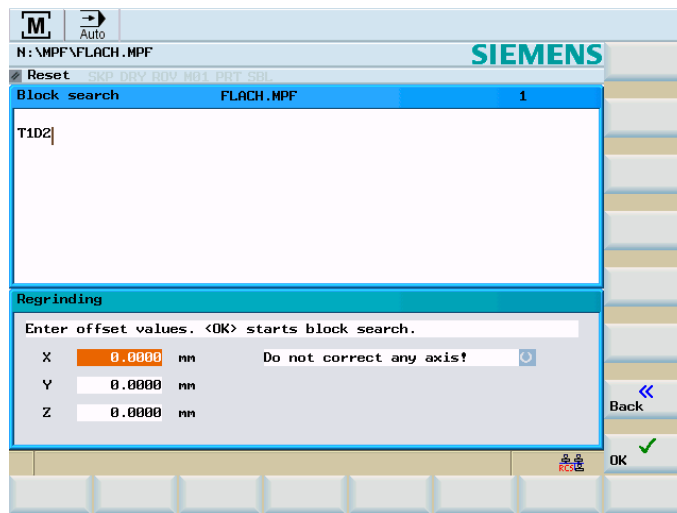 M Auto
N:\MPF\FLACH.MPF SIEMENS
Reset SKP DRY ROV M01 PRT SBL
Block search FLACH.MPF 1
T1D2
Regrinding
Enter offset values. <OK> starts block search.
X 0.0000 mm Do not correct any axis!
Y 0.0000 mm
Z 0.0000 mm
Back
RCS
OK